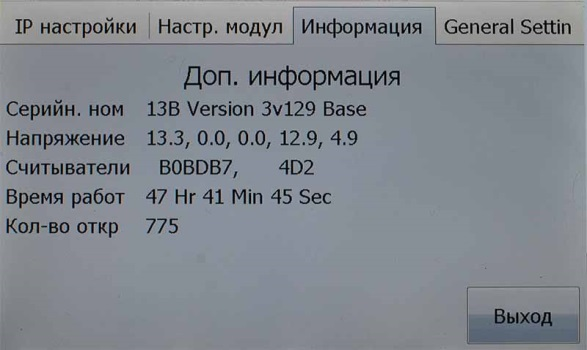 IP настройки Настр. модул Информация General Settin
Доп. информация
Серийн. ном 13B Version 3v129 Base
Напряжение 13.3, 0.0, 0.0, 12.9, 4.9
Считыватели B0BDB7, 4D2
Время работ 47 Hr 41 Min 45 Sec
Кол-во откр 775
Выход